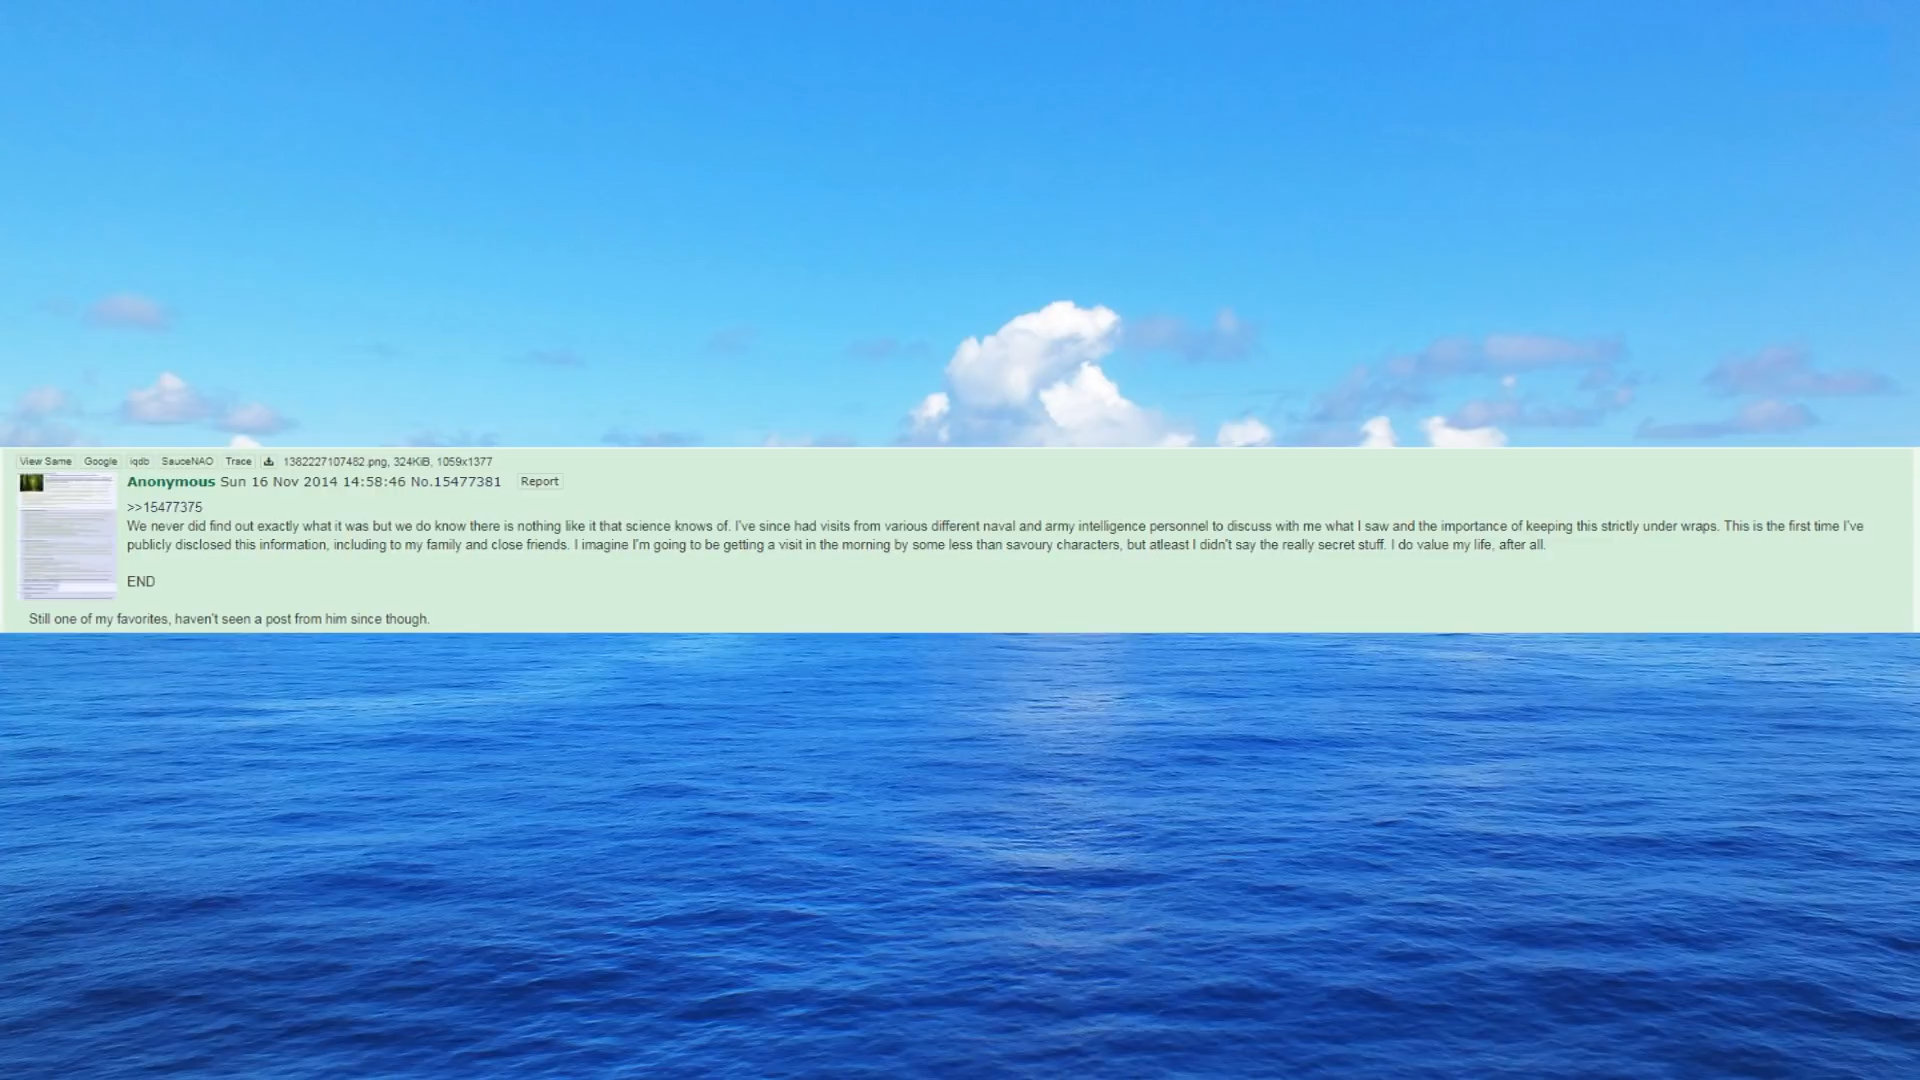 View Same Google iqdb SauceNAO Trace 1382227107482.png, 324KiB, 1059x1377
Anonymous Sun 16 Nov 2014 14:58:46 No.15477381 Report
>>15477375
We never did find out exactly what it was but we do know there is nothing like it that science knows of. I've since had visits from various different naval and army intelligence personnel to discuss with me what I saw and the importance of keeping this strictly under wraps. This is the first time I've
publicly disclosed this information, including to my family and close friends. I imagine I'm going to be getting a visit in the morning by some less than savoury characters, but atleast I didn't say the really secret stuff. I do value my life, after all.
END
Still one of my favorites, haven't seen a post from him since though.